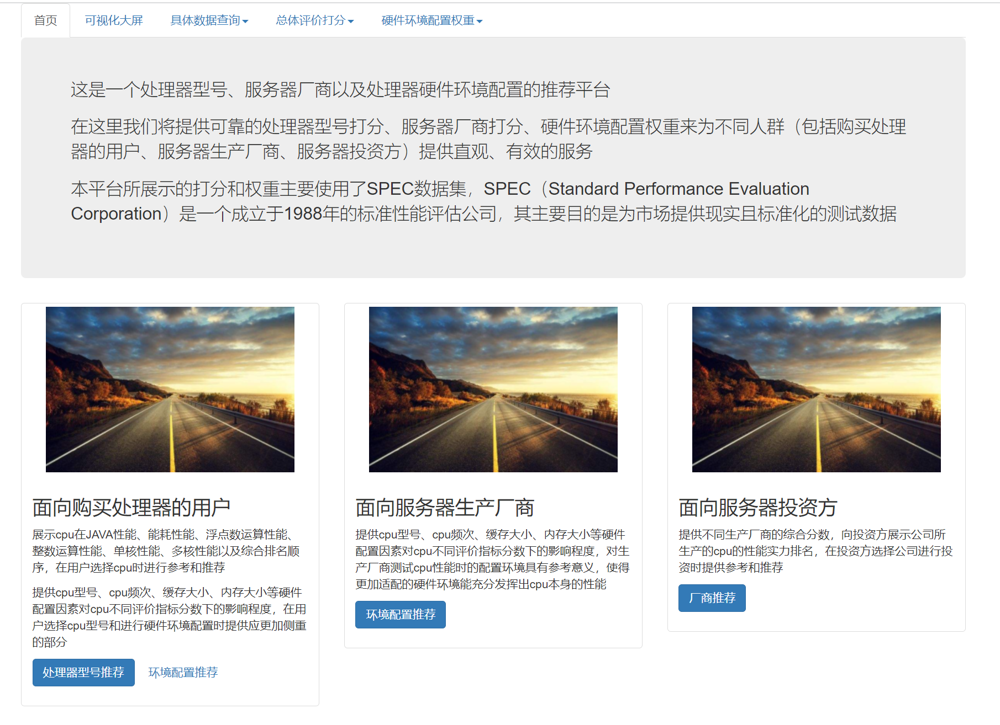 首页
可视化大屏
具体数据查询
总体评价打分
硬件环境配置权重
这是一个处理器型号、服务器厂商以及处理器硬件环境配置的推荐平台
在这里我们将提供可靠的处理器型号打分、服务器厂商打分、硬件环境配置权重来为不同人群（包括购买处理
器的用户、服务器生产厂商、服务器投资方）提供直观、有效的服务
本平台所展示的打分和权重主要使用了SPEC数据集，SPEC（Standard Performance Evaluation
Corporation）是一个成立于1988年的标准性能评估公司，其主要目的是为市场提供现实且标准化的测试数据
面向购买处理器的用户
展示cpu在JAVA性能、能耗性能、浮点数运算性能、
整数运算性能、单核性能、多核性能以及综合排名顺
序，在用户选择cpu时进行参考和推荐
提供cpu型号、cpu频次、缓存大小、内存大小等硬件
配置因素对cpu不同评价指标分数下的影响程度，在用
户选择cpu型号和进行硬件环境配置时提供应更加侧重
的部分
处理器型号推荐
环境配置推荐
面向服务器生产厂商
提供cpu型号、cpu频次、缓存大小、内存大小等硬件
配置因素对cpu不同评价指标分数下的影响程度，对生
产厂商测试cpu性能时的配置环境具有参考意义，使得
更加适配的硬件环境能充分发挥出cpu本身的性能
环境配置推荐
面向服务器投资方
提供不同生产厂商的综合分数，向投资方展示公司所
生产的cpu的性能实力排名，在投资方选择公司进行投
资时提供参考和推荐
厂商推荐